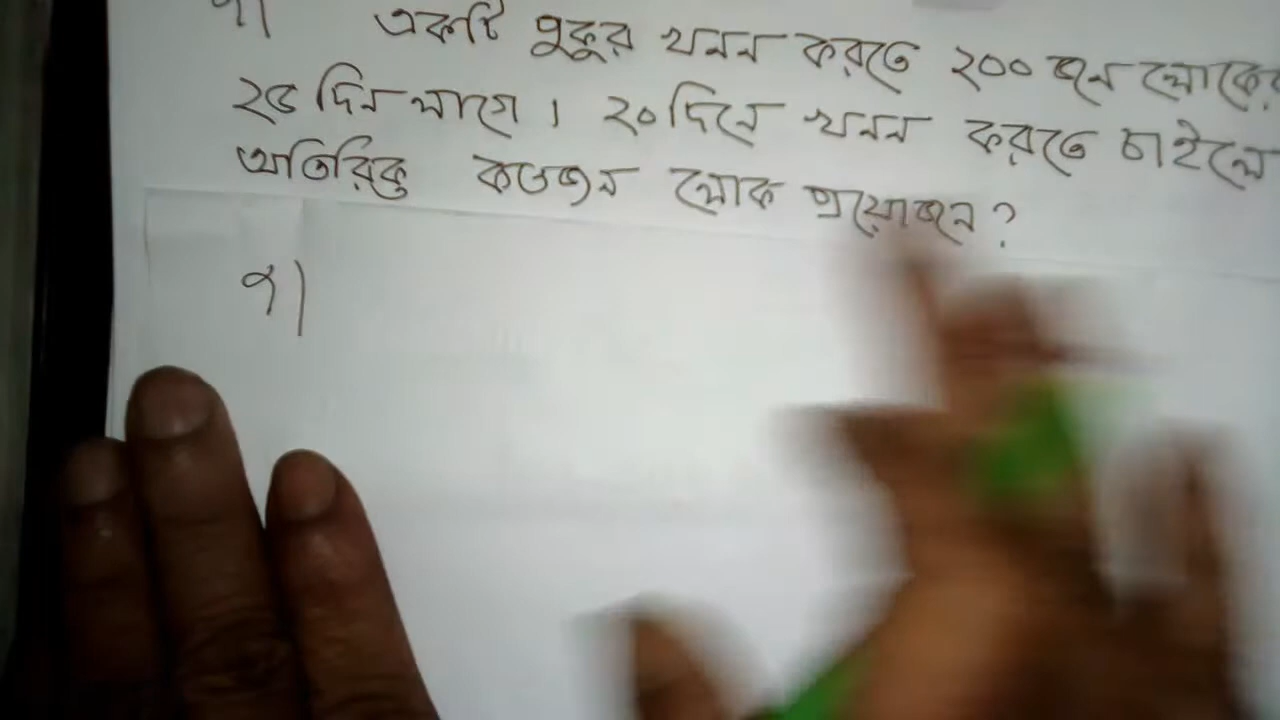 ৭| একটি পুকুর খনন করতে ২০০ জন লোকের
২৫ দিন লাগে। ২০ দিনে খনন করতে চাইলে
অতিরিক্ত কতজন লোক প্রয়োজন?
৭|